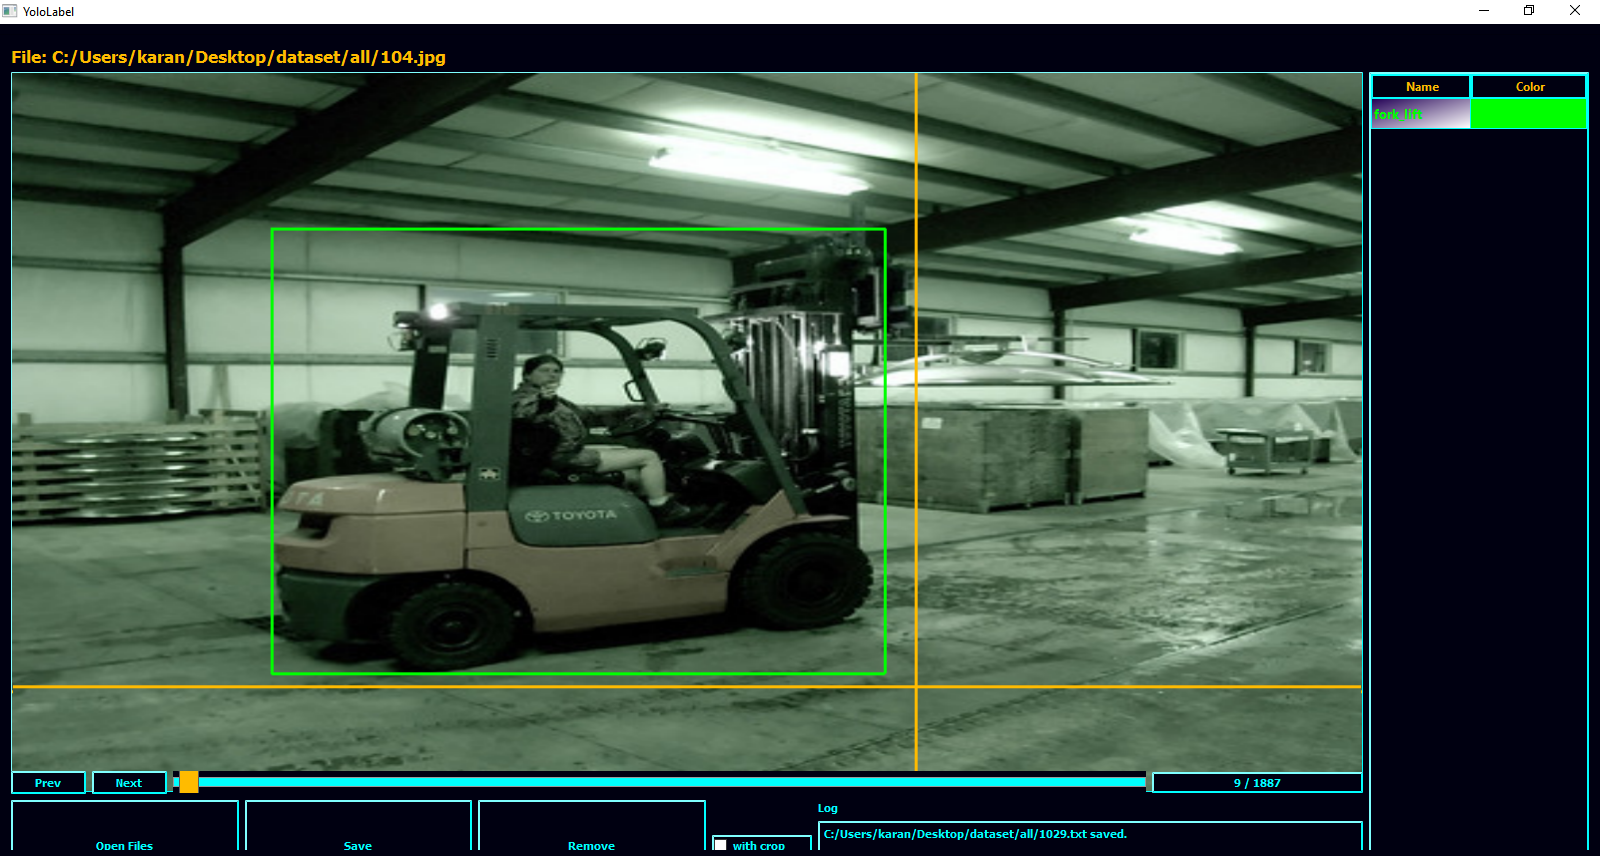 YoloLabel
File: C:/Users/karan/Desktop/dataset/all/104.jpg
Name Color
fork_lift
TOYOTA
Prev Next 9 / 1887
Log
C:/Users/karan/Desktop/dataset/all/1029.txt saved.
Open Files Save Remove with crop